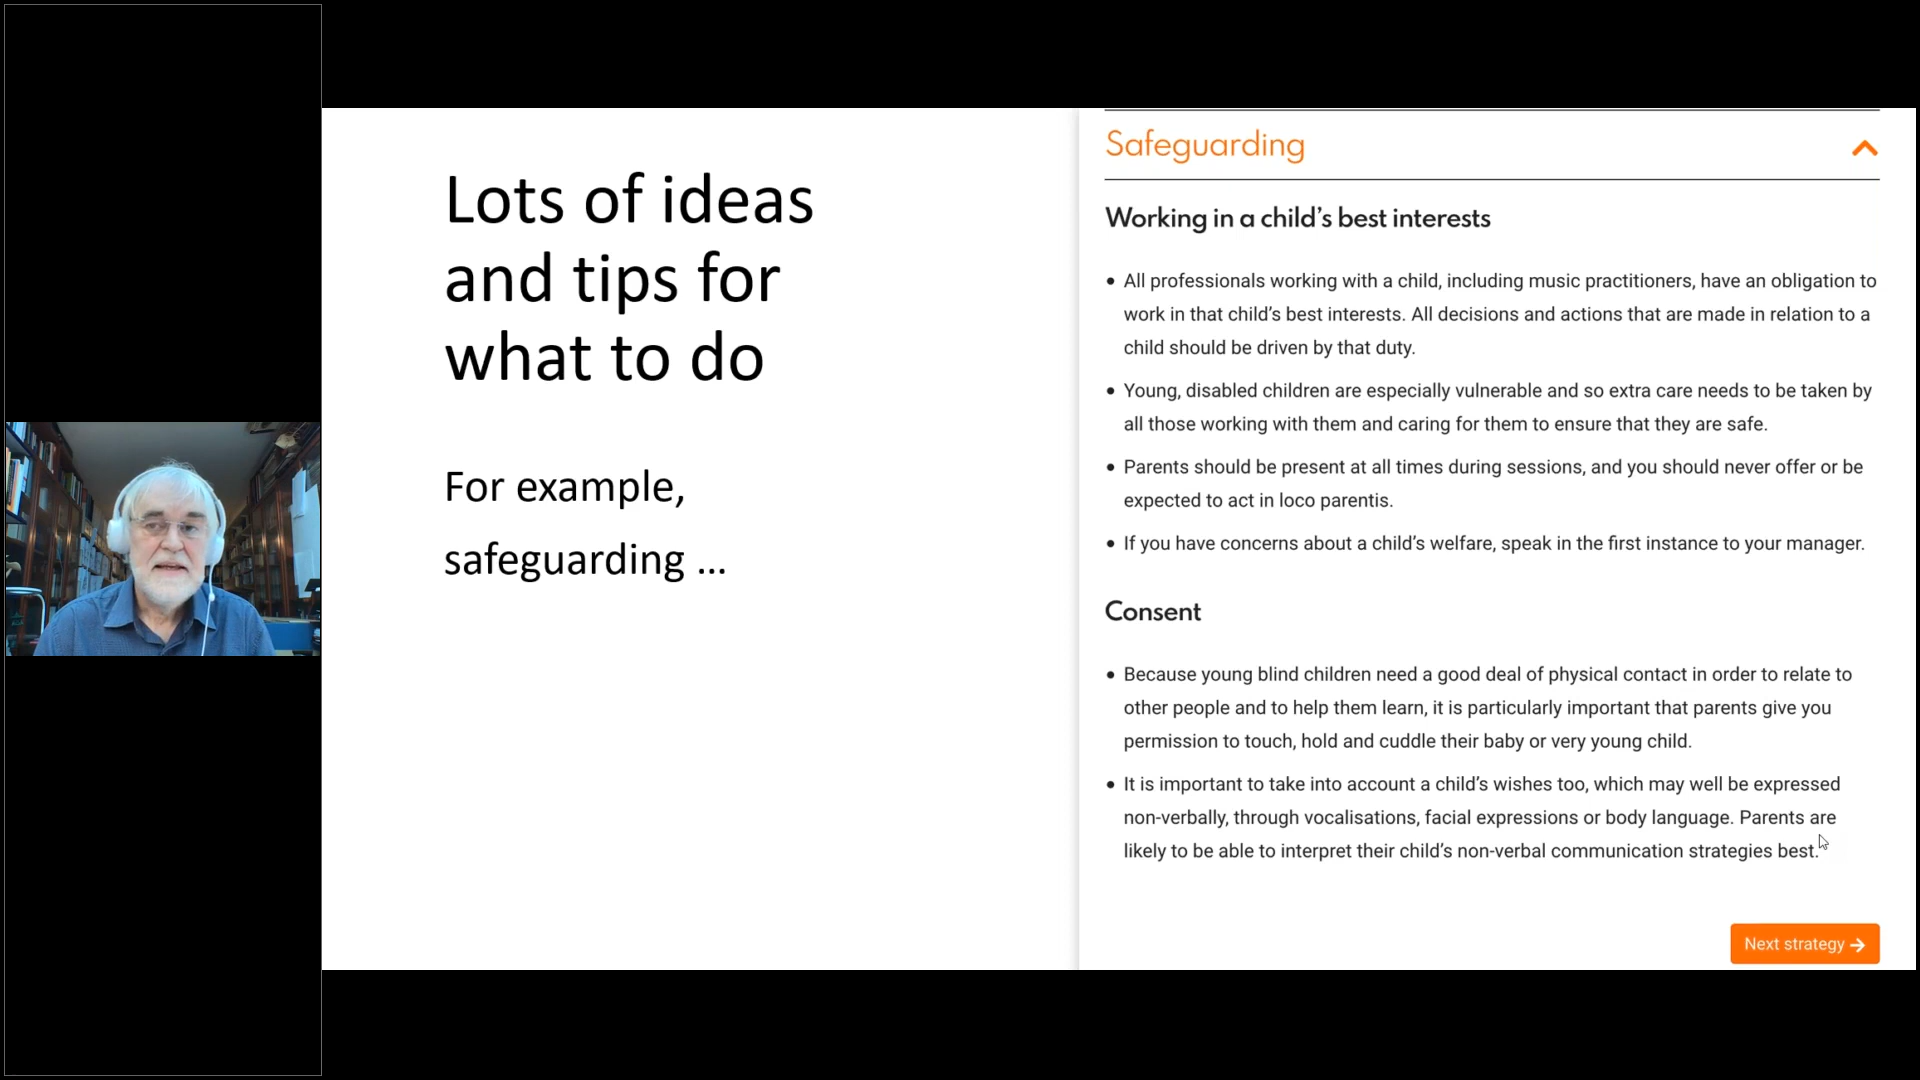 Lots of ideas
and tips for
what to do
For example,
safeguarding ...
Safeguarding
Working in a child’s best interests
• All professionals working with a child, including music practitioners, have an obligation to
work in that child’s best interests. All decisions and actions that are made in relation to a
child should be driven by that duty.
• Young, disabled children are especially vulnerable and so extra care needs to be taken by
all those working with them and caring for them to ensure that they are safe.
• Parents should be present at all times during sessions, and you should never offer or be
expected to act in loco parentis.
• If you have concerns about a child’s welfare, speak in the first instance to your manager.
Consent
• Because young blind children need a good deal of physical contact in order to relate to
other people and to help them learn, it is particularly important that parents give you
permission to touch, hold and cuddle their baby or very young child.
• It is important to take into account a child’s wishes too, which may well be expressed
non-verbally, through vocalisations, facial expressions or body language. Parents are
likely to be able to interpret their child’s non-verbal communication strategies best.
Next strategy →